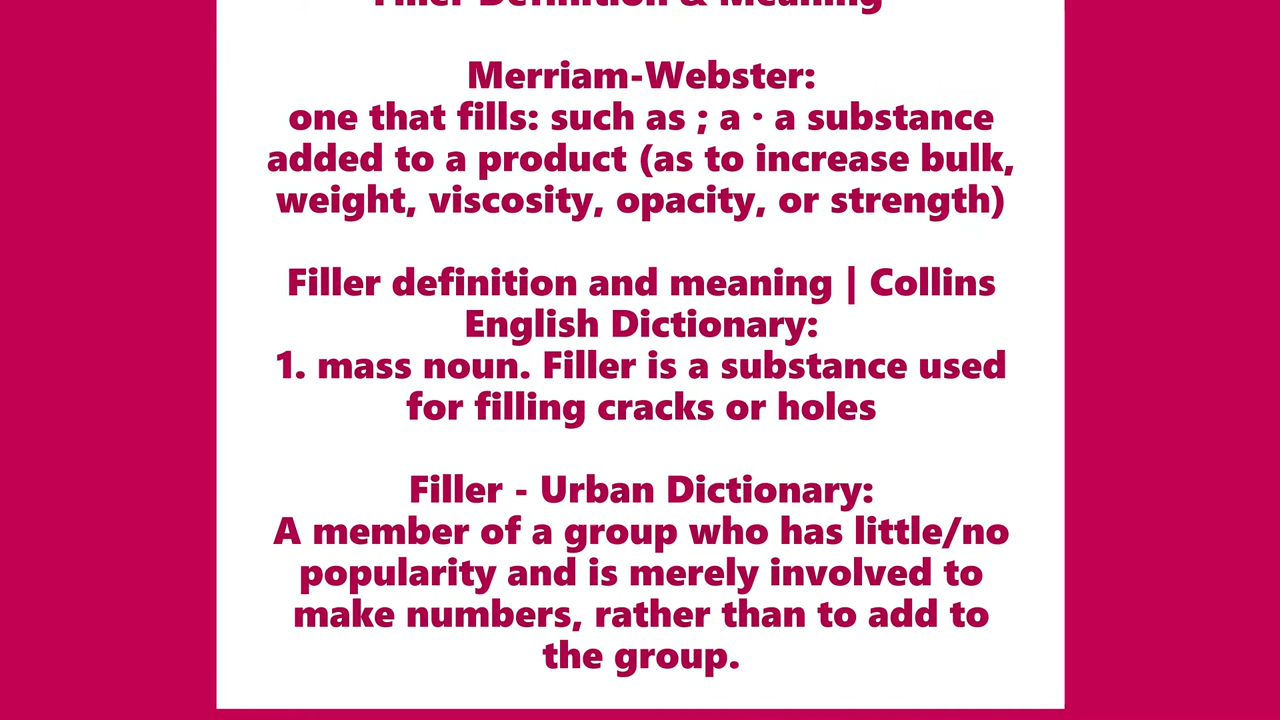 Filler Definition & Meaning
Merriam-Webster:
one that fills: such as ; a · a substance
added to a product (as to increase bulk,
weight, viscosity, opacity, or strength)
Filler definition and meaning | Collins
English Dictionary:
1. mass noun. Filler is a substance used
for filling cracks or holes
Filler - Urban Dictionary:
A member of a group who has little/no
popularity and is merely involved to
make numbers, rather than to add to
the group.